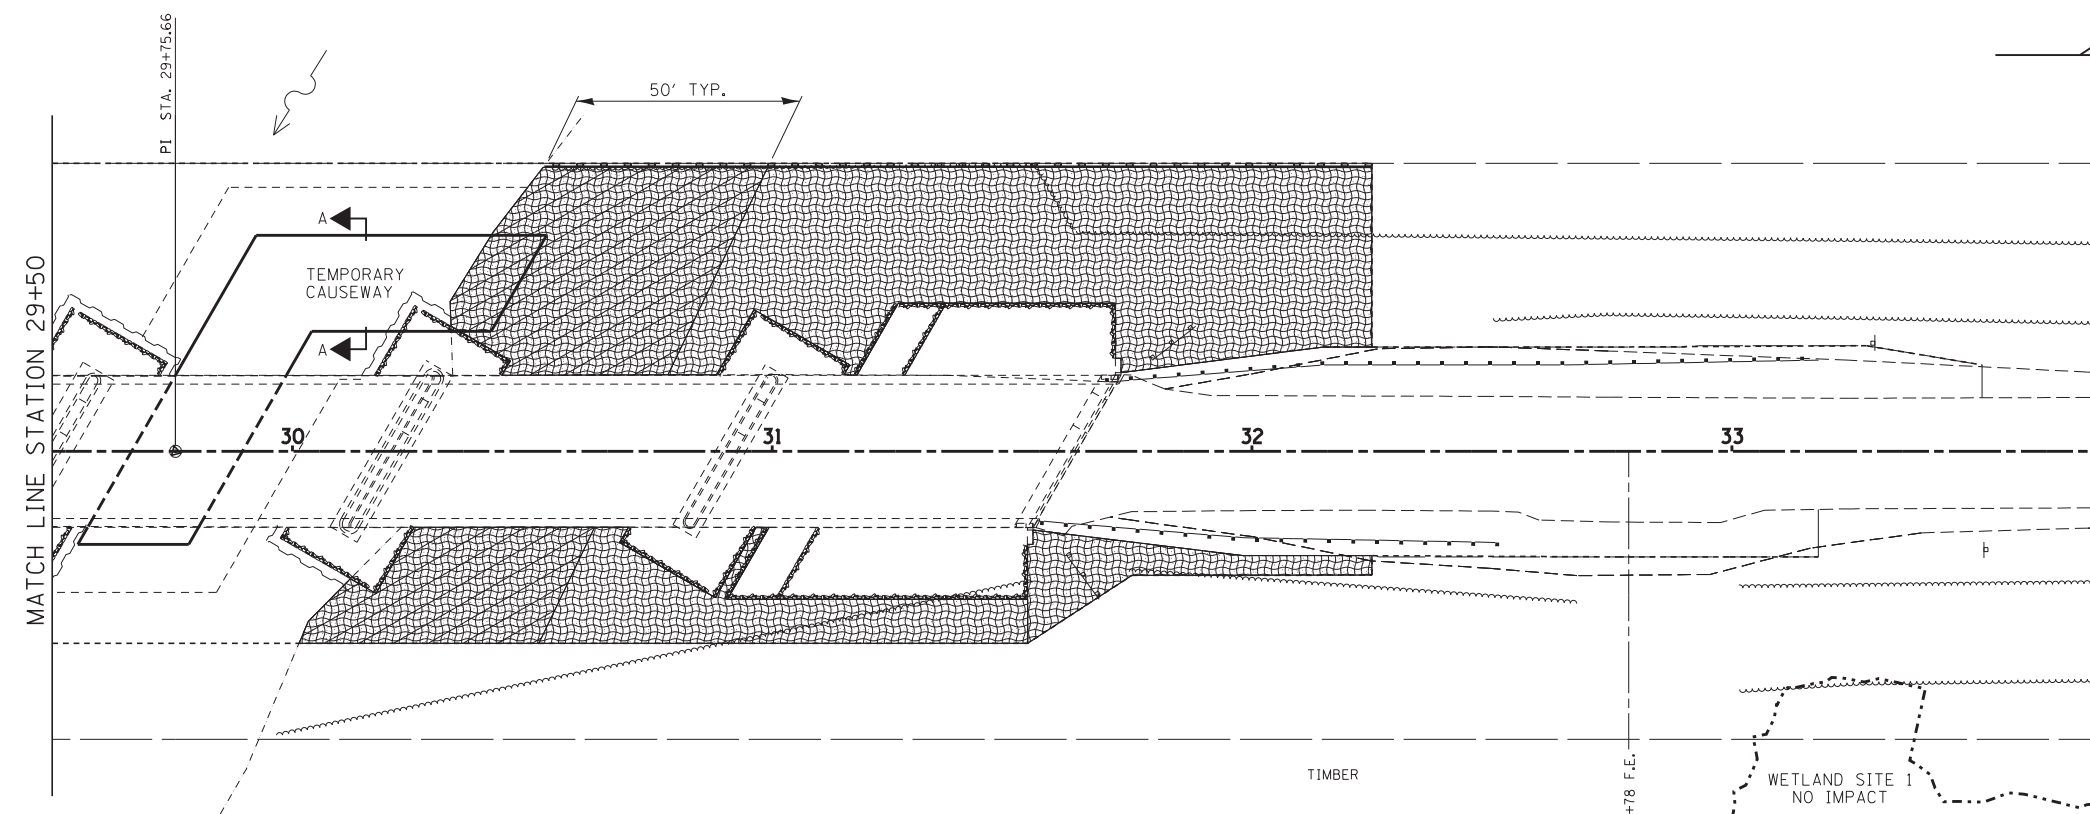 PI STA. 29+75.66
50' TYP.
A
TEMPORARY
CAUSEWAY
A
MATCH LINE STATION 29+50
30
31
32
33
TIMBER
+78 F.E.
WETLAND SITE 1
NO IMPACT